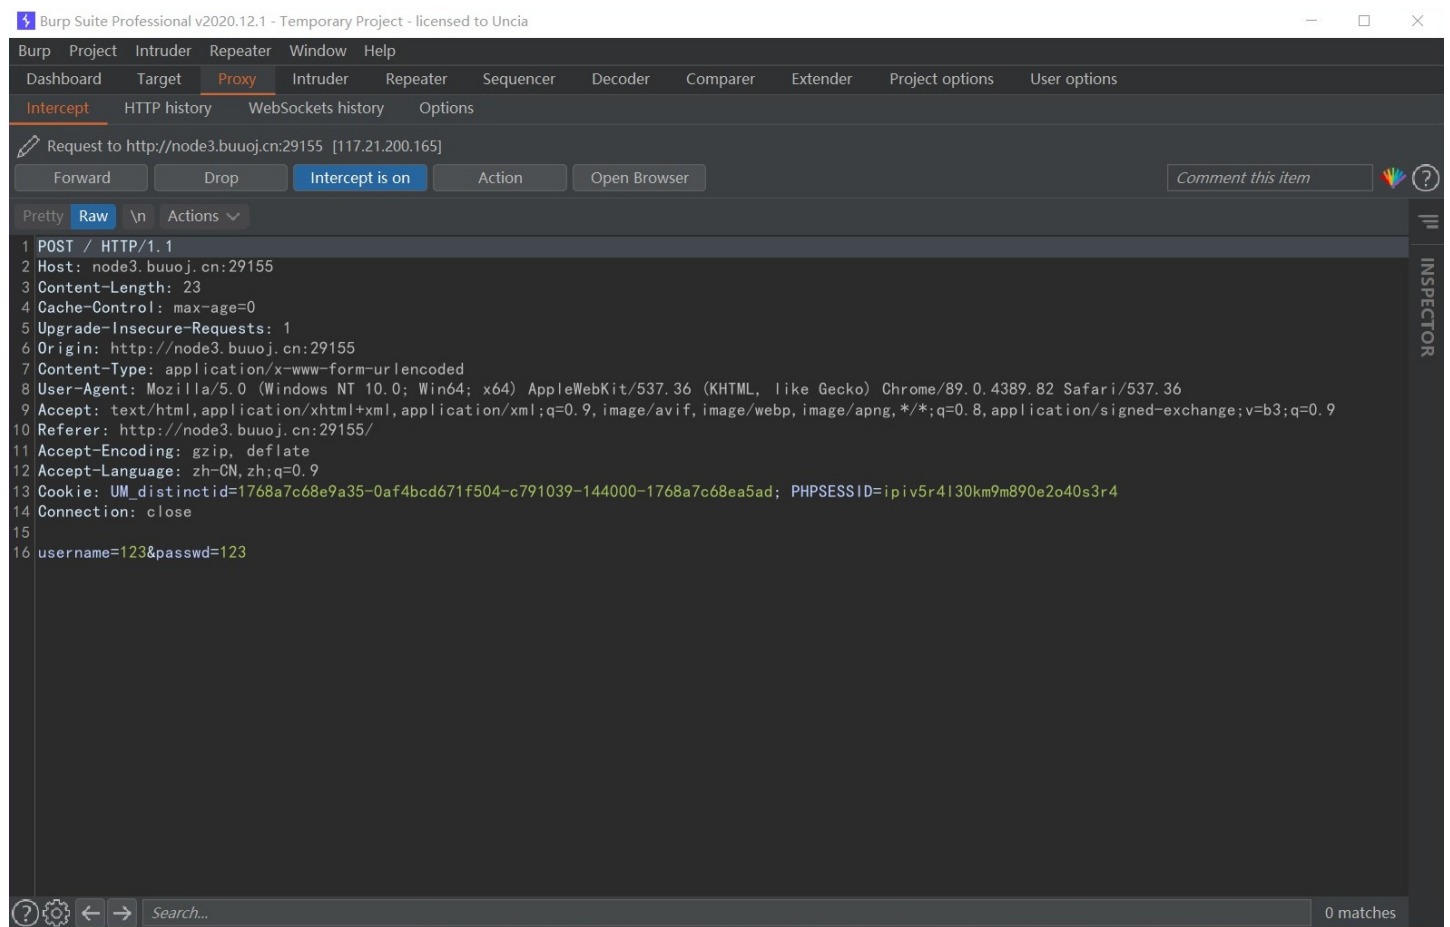 Burp Suite Professional v2020.12.1 - Temporary Project - licensed to Uncia
Burp Project Intruder Repeater Window Help
Dashboard Target Proxy Intruder Repeater Sequencer Decoder Comparer Extender Project options User options
Intercept HTTP history WebSockets history Options
Request to http://node3.buuoj.cn:29155 [117.21.200.165]
Forward Drop Intercept is on Action Open Browser Comment this item ?
Pretty Raw \n Actions
INSPECTOR
1 POST / HTTP/1.1
2 Host: node3.buuoj.cn:29155
3 Content-Length: 23
4 Cache-Control: max-age=0
5 Upgrade-Insecure-Requests: 1
6 Origin: http://node3.buuoj.cn:29155
7 Content-Type: application/x-www-form-urlencoded
8 User-Agent: Mozilla/5.0 (Windows NT 10.0; Win64; x64) AppleWebKit/537.36 (KHTML, like Gecko) Chrome/89.0.4389.82 Safari/537.36
9 Accept: text/html,application/xhtml+xml,application/xml;q=0.9,image/avif,image/webp,image/apng,*/*;q=0.8,application/signed-exchange;v=b3;q=0.9
10 Referer: http://node3.buuoj.cn:29155/
11 Accept-Encoding: gzip, deflate
12 Accept-Language: zh-CN,zh;q=0.9
13 Cookie: UM_distinctid=1768a7c68e9a35-0af4bcd671f504-c791039-144000-1768a7c68ea5ad; PHPSESSID=ipiv5r4l30km9m890e2o40s3r4
14 Connection: close
15
16 username=123&passwd=123
? Search... 0 matches